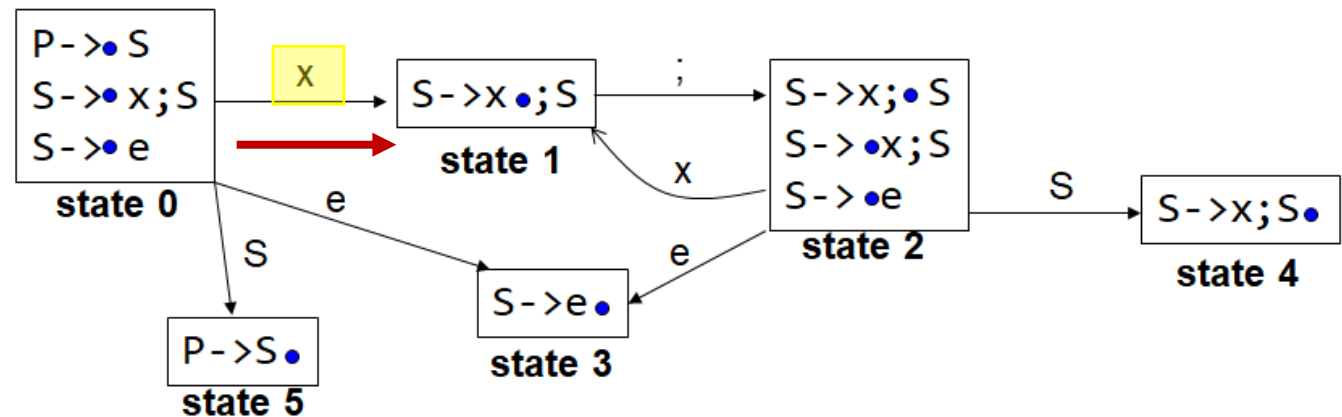 P->• S
S->• x;S
S->• e
state 0
x
S->x •;S
state 1
;
S->x;• S
S-> •x;S
S-> •e
state 2
x
e
S
e
S
S->x;S•
state 4
S->e •
state 3
P->S •
state 5